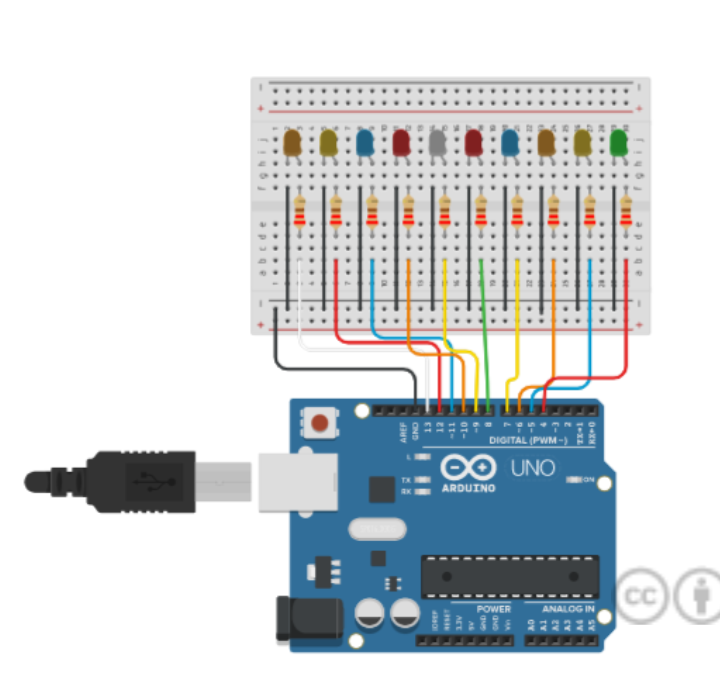 j
i
h
g
f
e
d
c
b
a
AREF
GND
13
12
~11
~10
~9
8
7
~6
~5
4
~3
2
TX→1
RX←0
DIGITAL (PWM~)
L
TX
RX
ARDUINO
UNO
ON
cc
POWER
ANALOG IN
IOREF
RESET
3.3V
5V
GND
GND
Vin
A0
A1
A2
A3
A4
A5